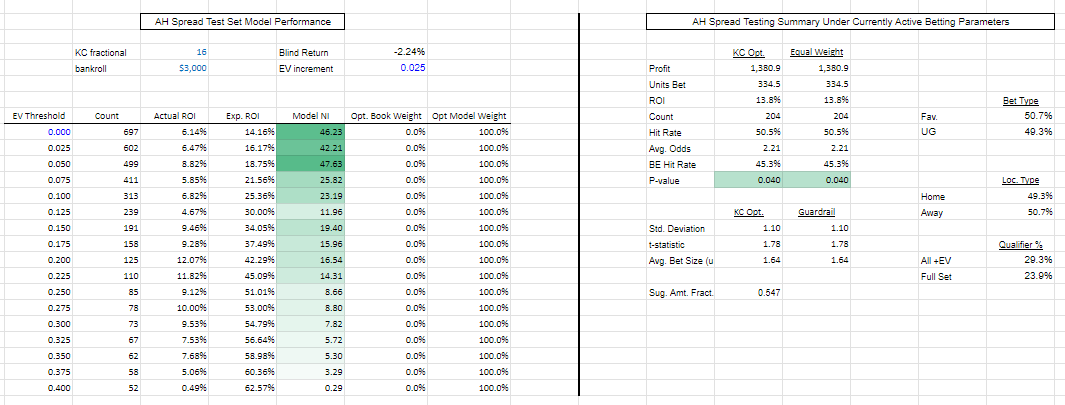 AH Spread Test Set Model Performance
KC fractional 16 Blind Return -2.24%
bankroll $3,000 EV increment 0.025
EV Threshold Count Actual ROI Exp. ROI Model NI Opt. Book Weight Opt Model Weight
0.000 697 6.14% 14.16% 46.23 0.0% 100.0%
0.025 602 6.47% 16.17% 42.21 0.0% 100.0%
0.050 499 8.82% 18.75% 47.63 0.0% 100.0%
0.075 411 5.85% 21.56% 25.82 0.0% 100.0%
0.100 313 6.82% 25.36% 23.19 0.0% 100.0%
0.125 239 4.67% 30.00% 11.96 0.0% 100.0%
0.150 191 9.46% 34.05% 19.40 0.0% 100.0%
0.175 158 9.28% 37.49% 15.96 0.0% 100.0%
0.200 125 12.07% 42.29% 16.54 0.0% 100.0%
0.225 110 11.82% 45.09% 14.31 0.0% 100.0%
0.250 85 9.12% 51.01% 8.66 0.0% 100.0%
0.275 78 10.00% 53.00% 8.80 0.0% 100.0%
0.300 73 9.53% 54.79% 7.82 0.0% 100.0%
0.325 67 7.53% 56.64% 5.72 0.0% 100.0%
0.350 62 7.68% 58.98% 5.30 0.0% 100.0%
0.375 58 5.06% 60.36% 3.29 0.0% 100.0%
0.400 52 0.49% 62.57% 0.29 0.0% 100.0%
AH Spread Testing Summary Under Currently Active Betting Parameters
KC Opt. Equal Weight
Profit 1,380.9 1,380.9
Units Bet 334.5 334.5
ROI 13.8% 13.8%
Count 204 204
Hit Rate 50.5% 50.5%
Avg. Odds 2.21 2.21
BE Hit Rate 45.3% 45.3%
P-value 0.040 0.040
KC Opt. Guardrail
Std. Deviation 1.10 1.10
t-statistic 1.78 1.78
Avg. Bet Size (u 1.64 1.64
Sug. Amt. Fract. 0.547
Bet Type
Fav. 50.7%
UG 49.3%
Loc. Type
Home 49.3%
Away 50.7%
Qualifier %
All +EV 29.3%
Full Set 23.9%